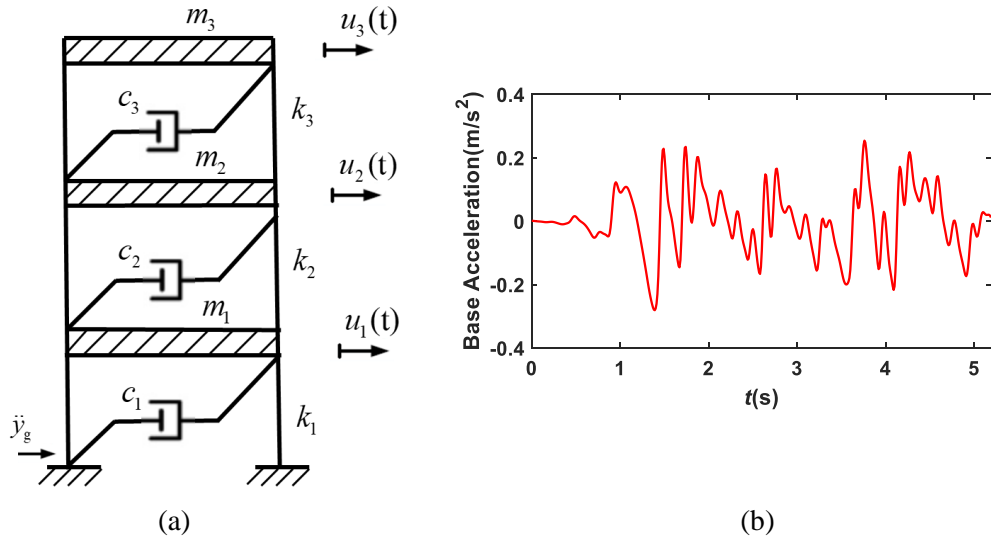 m₃
u₃(t)
c₃
k₃
m₂
u₂(t)
c₂
k₂
m₁
u₁(t)
c₁
k₁
ÿg
(a)
Base Acceleration(m/s²)
0.4
0.2
0
-0.2
-0.4
0 1 2 3 4 5
t(s)
(b)